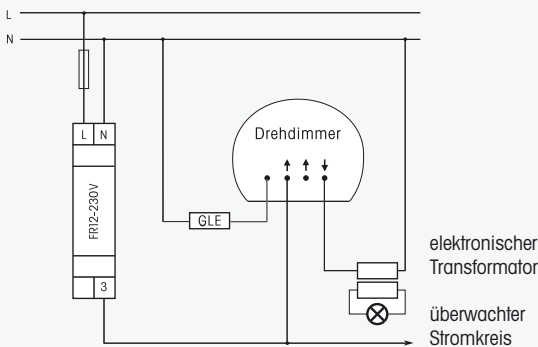 L
N
L N
FR12-230V
3
Drehdimmer
GLE
elektronischer
Transformator
überwachter
Stromkreis